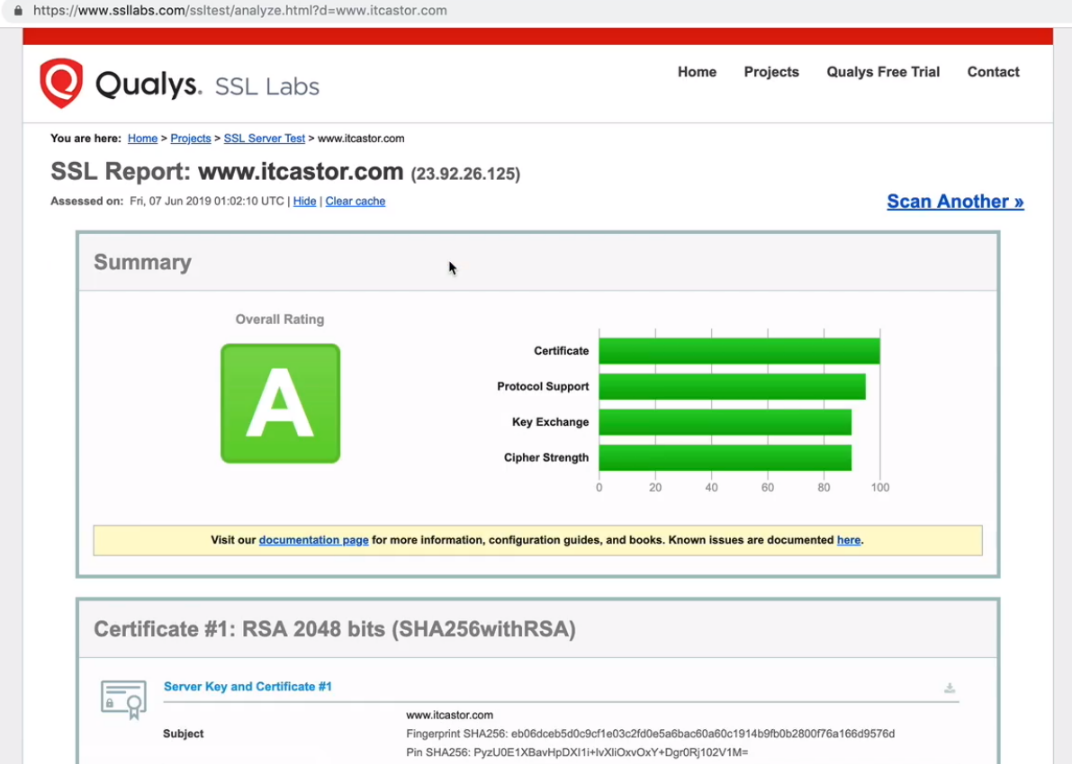 https://www.ssllabs.com/ssltest/analyze.html?d=www.itcastor.com
Qualys. SSL Labs
Home Projects Qualys Free Trial Contact
You are here: Home > Projects > SSL Server Test > www.itcastor.com
SSL Report: www.itcastor.com (23.92.26.125)
Assessed on: Fri, 07 Jun 2019 01:02:10 UTC | Hide | Clear cache
Scan Another »
Summary
Overall Rating
A
Certificate
Protocol Support
Key Exchange
Cipher Strength
0 20 40 60 80 100
Visit our documentation page for more information, configuration guides, and books. Known issues are documented here.
Certificate #1: RSA 2048 bits (SHA256withRSA)
Server Key and Certificate #1
Subject
www.itcastor.com
Fingerprint SHA256: eb06dceb5d0c9cf1e03c2fd0e5a6bac60a60c1914b9fb0b2800f76a166d9576d
Pin SHA256: PyzU0E1XBavHpDXI1i+lvXliOxvOxY+Dgr0Rj102V1M=